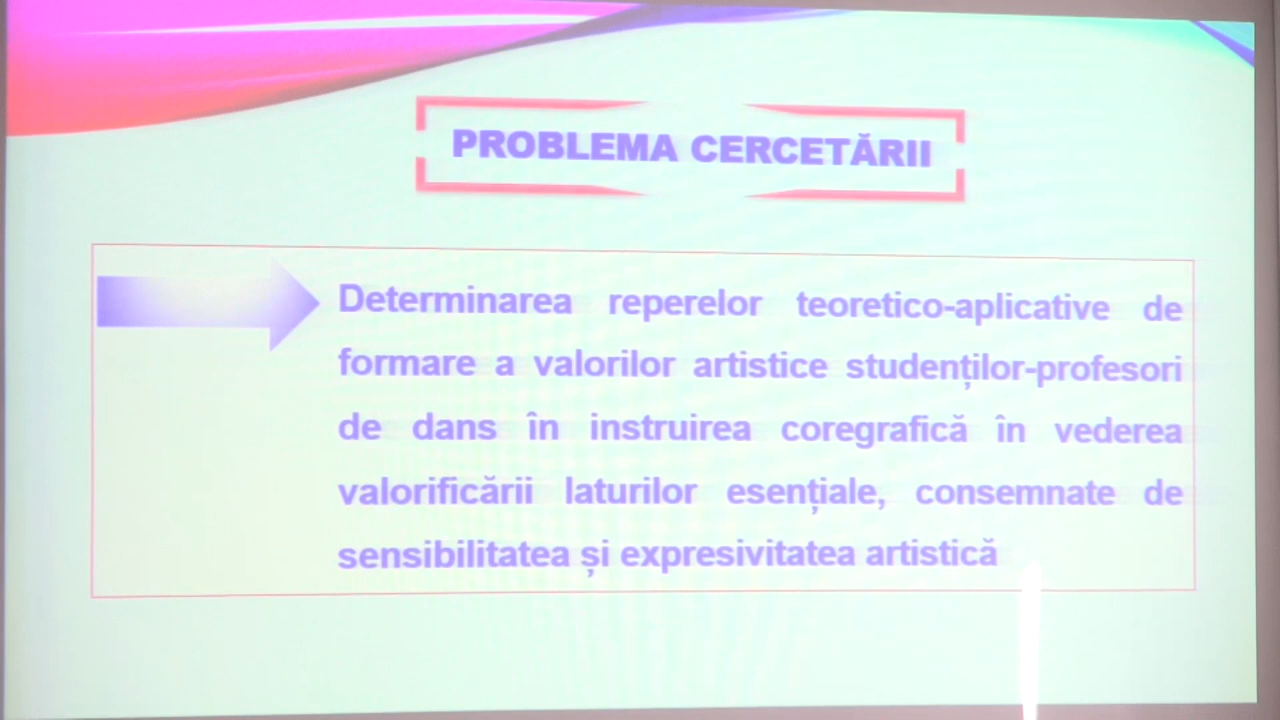 PROBLEMA CERCETĂRII
Determinarea reperelor teoretico-aplicative de
formare a valorilor artistice studenților-profesori
de dans în instruirea coregrafică în vederea
valorificării laturilor esențiale, consemnate de
sensibilitatea și expresivitatea artistică